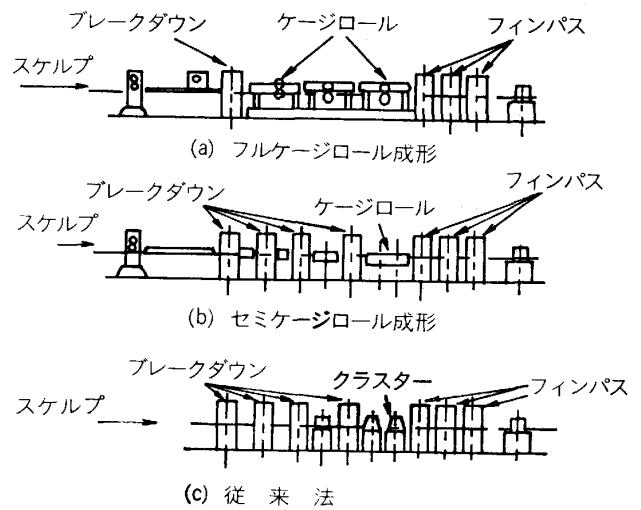 ブレークダウン ケージロール フィンパス
スケルプ
(a) フルケージロール成形
ブレークダウン ケージロール フィンパス
スケルプ
(b) セミケージロール成形
ブレークダウン クラスター フィンパス
スケルプ
(c) 従来法